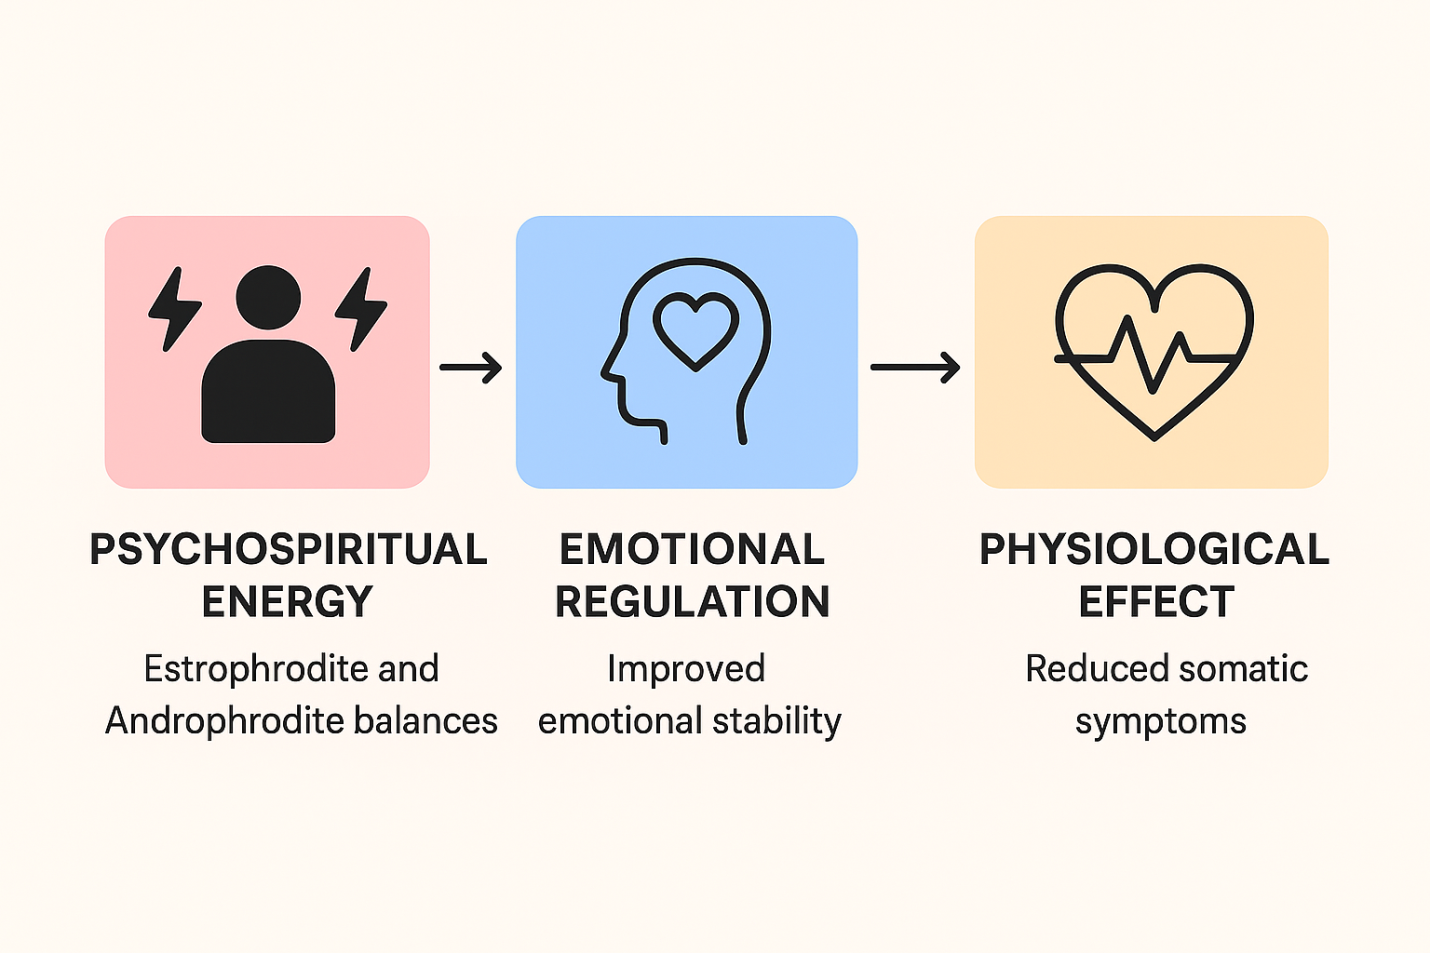 PSYCHOSPIRITUAL
ENERGY
Estrophrodite and
Androphrodite balances
EMOTIONAL
REGULATION
Improved
emotional stability
PHYSIOLOGICAL
EFFECT
Reduced somatic
symptoms